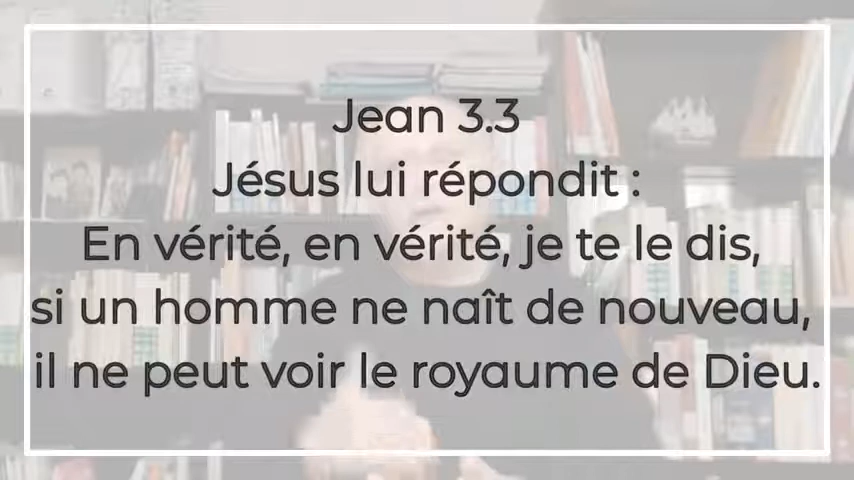 Jean 3.3
Jésus lui répondit :
En vérité, en vérité, je te le dis,
si un homme ne naît de nouveau,
il ne peut voir le royaume de Dieu.